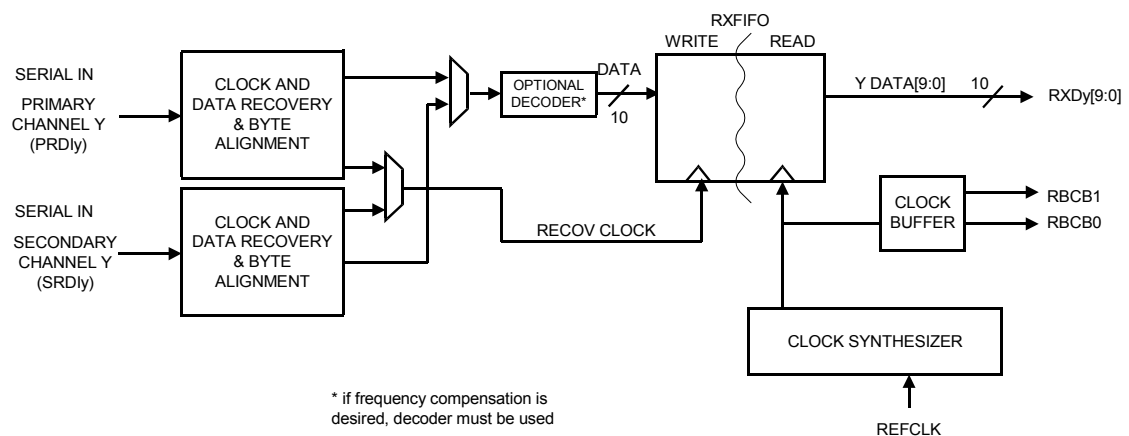 RXFIFO
WRITE
READ
SERIAL IN
PRIMARY
CHANNEL Y
(PRDIy)
CLOCK AND
DATA RECOVERY
& BYTE
ALIGNMENT
OPTIONAL
DECODER*
DATA
10
Y DATA[9:0]
10
RXDy[9:0]
SERIAL IN
SECONDARY
CHANNEL Y
(SRDIy)
CLOCK AND
DATA RECOVERY
& BYTE
ALIGNMENT
RECOV CLOCK
CLOCK
BUFFER
RBCB1
RBCB0
CLOCK SYNTHESIZER
REFCLK
* if frequency compensation is
desired, decoder must be used